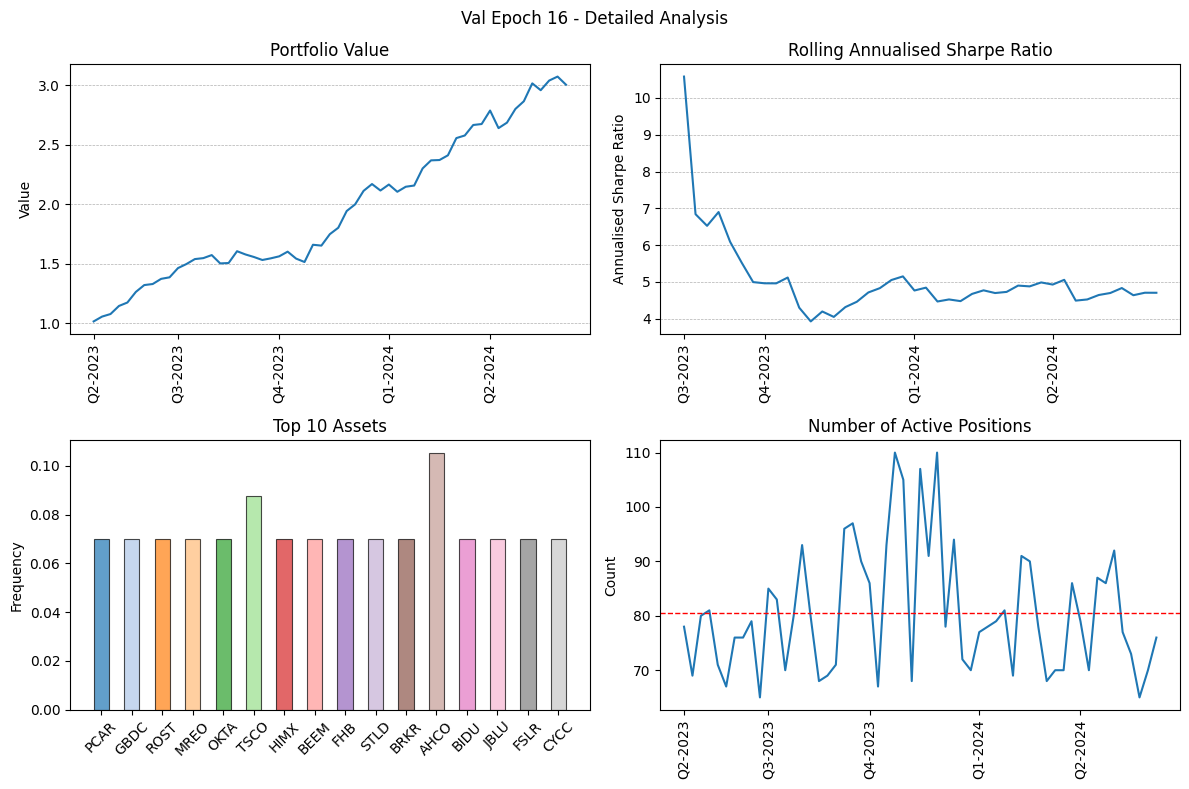 Val Epoch 16 - Detailed Analysis
Portfolio Value
Value
3.0
2.5
2.0
1.5
1.0
Q2-2023
Q3-2023
Q4-2023
Q1-2024
Q2-2024
Rolling Annualised Sharpe Ratio
Annualised Sharpe Ratio
10
9
8
7
6
5
4
Q3-2023
Q4-2023
Q1-2024
Q2-2024
Top 10 Assets
Frequency
0.10
0.08
0.06
0.04
0.02
0.00
PCAR
GBDC
ROST
MREO
OKTA
TSCO
HIMX
BEEM
FHB
STLD
BRKR
AHCO
BIDU
JBLU
FSLR
CYCC
Number of Active Positions
Count
110
100
90
80
70
Q2-2023
Q3-2023
Q4-2023
Q1-2024
Q2-2024